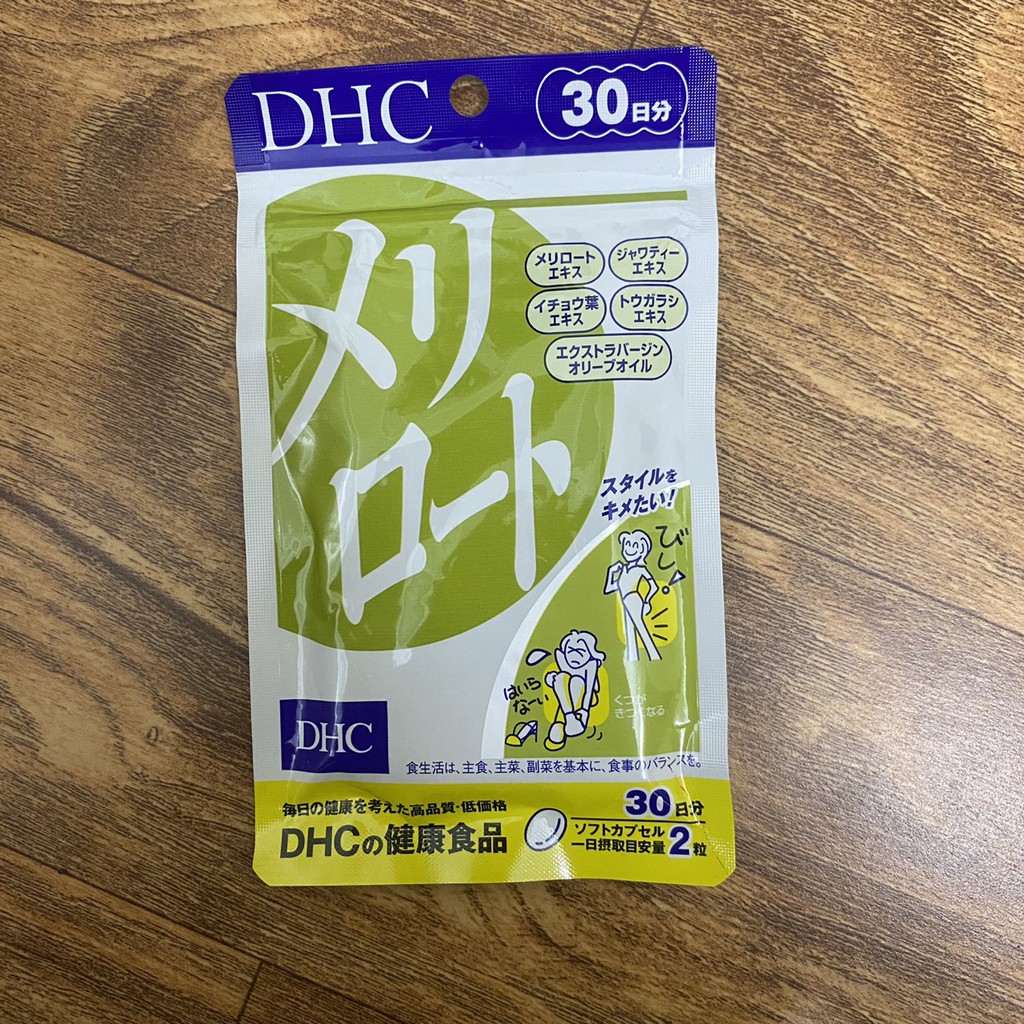 DHC
30日分
メリロート
メリロート
エキス
ジャワティー
エキス
イチョウ葉
エキス
トウガラシ
エキス
エクストラバージン
オリーブオイル
スタイルを
キメたい!
びしっ
はいら
な〜い
くつが
きつくなる
DHC
食生活は、主食、主菜、副菜を基本に、食事のバランスを。
毎日の健康を考えた高品質・低価格
DHCの健康食品
30日分
ソフトカプセル
一日摂取目安量 2粒